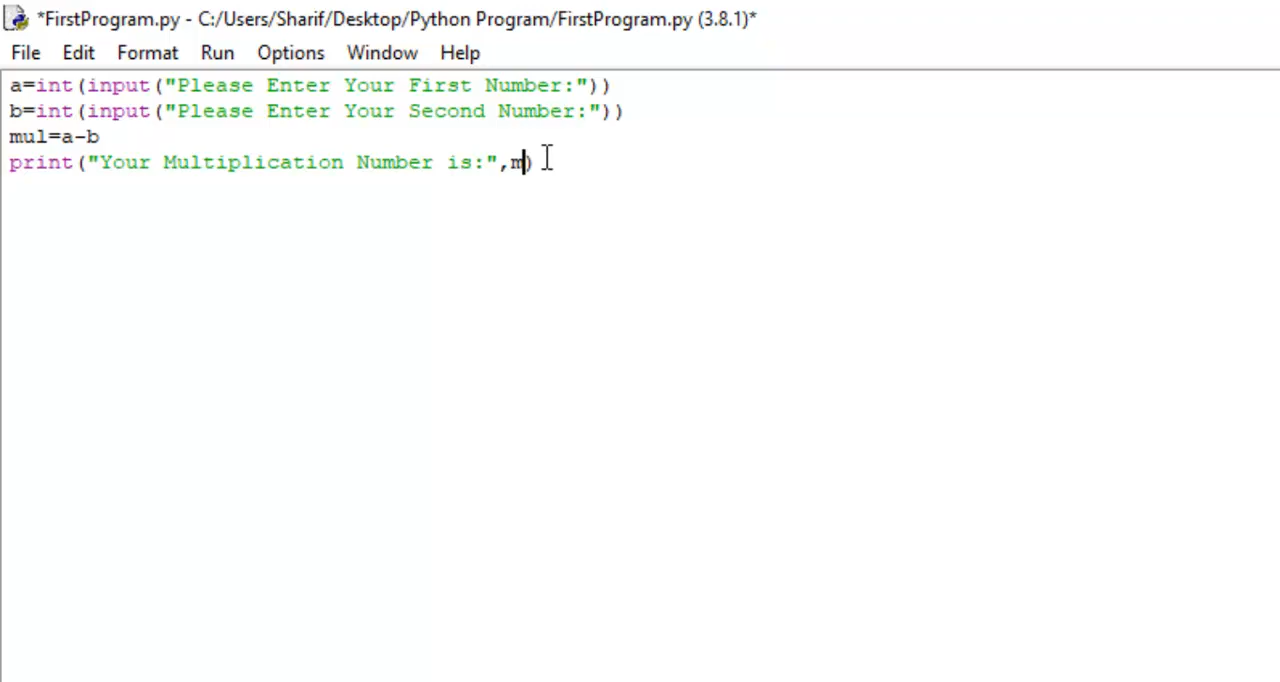 *FirstProgram.py - C:/Users/Sharif/Desktop/Python Program/FirstProgram.py (3.8.1)*
File Edit Format Run Options Window Help
a=int(input("Please Enter Your First Number:"))
b=int(input("Please Enter Your Second Number:"))
mul=a-b
print("Your Multiplication Number is:",m)